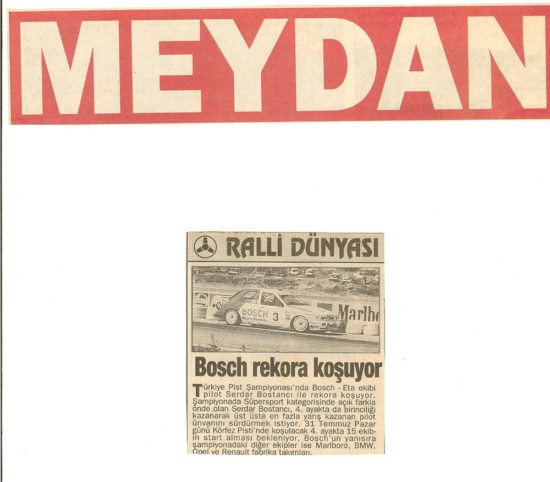 MEYDAN
RALLİ DÜNYASI
BOSCH 3
Marlb
Bosch rekora koşuyor
Türkiye Pist Şampiyonası'nda Bosch - Eta ekibi
pilot Serdar Bostancı ile rekora koşuyor.
Şampiyonada Süpersport kategorisinde açık farkla
önde olan Serdar Bostancı, 4. ayakta da birinciliği
kazanarak üst üste en fazla yarış kazanan pilot
ünvanını sürdürmek istiyor. 31 Temmuz Pazar
günü Körfez Pisti'nde koşulacak 4. ayakta 15 ekib-
in start alması bekleniyor. Bosch'un yanısıra
şampiyonadaki diğer ekipler ise Marlboro, BMW,
Opel ve Renault fabrika takımları.